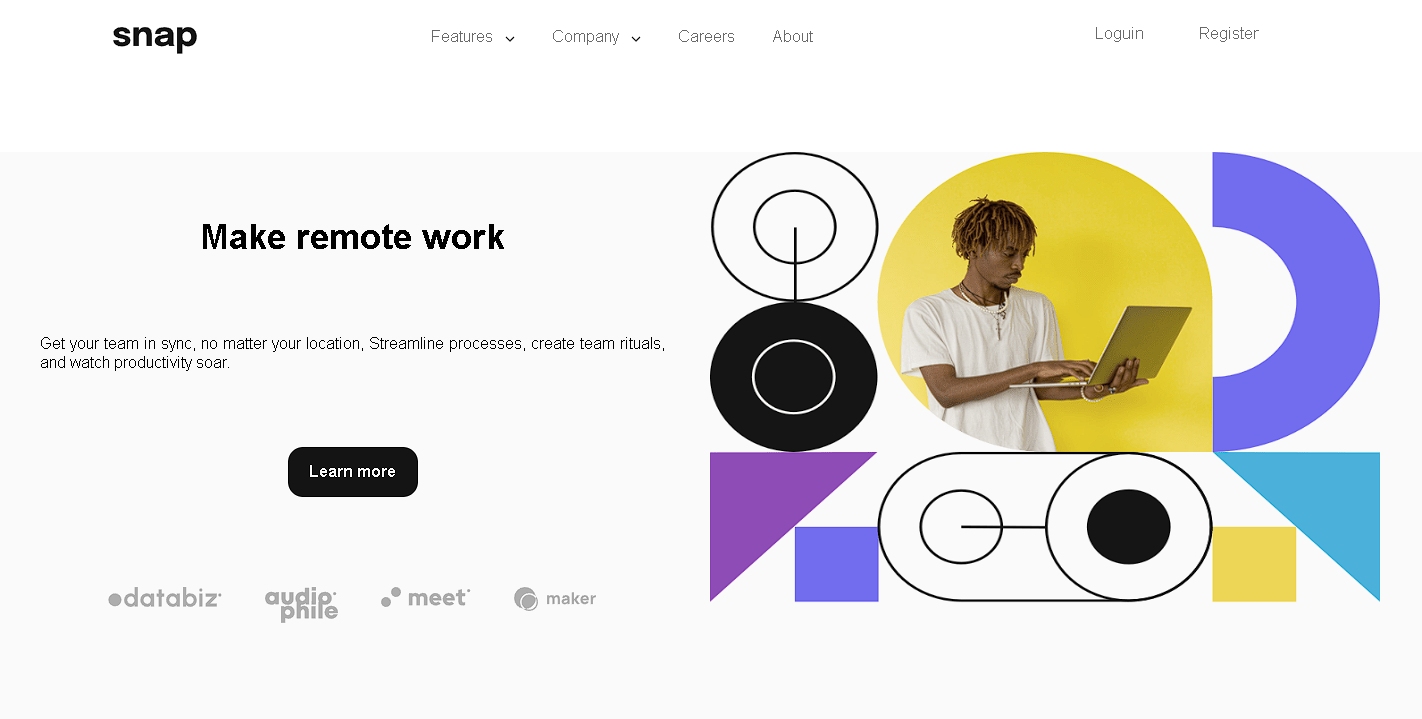 snap
Features
Company
Careers
About
Loguin
Register
Make remote work
Get your team in sync, no matter your location, Streamline processes, create team rituals,
and watch productivity soar.
Learn more
databiz
audio
phile
meet
maker